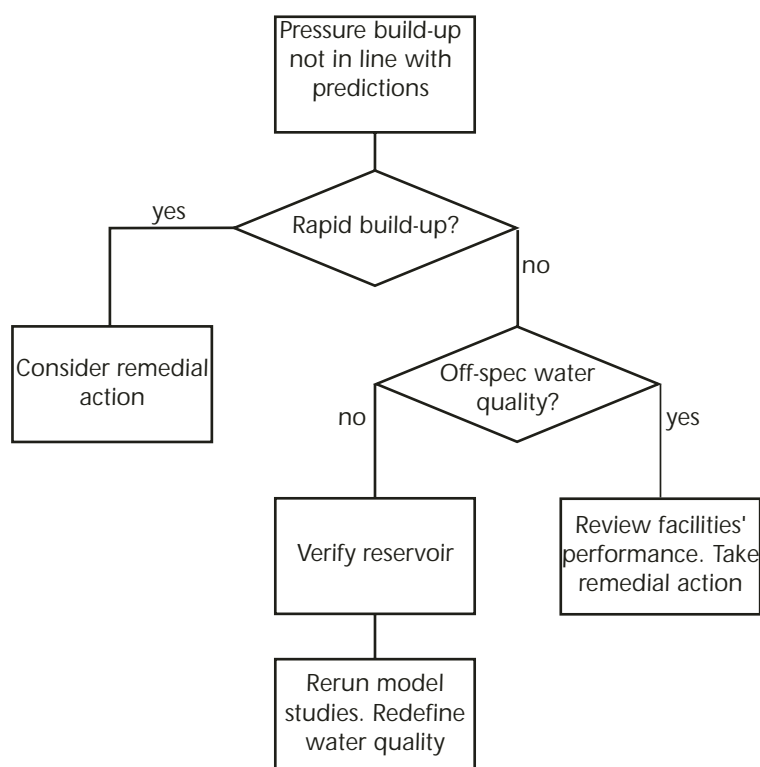 Pressure build-up
not in line with
predictions
yes
Rapid build-up?
no
Consider remedial
action
Off-spec water
quality?
no
yes
Verify reservoir
Review facilities'
performance. Take
remedial action
Rerun model
studies. Redefine
water quality